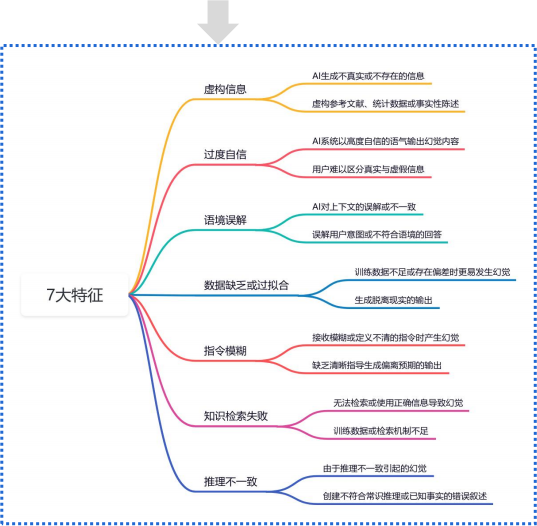 7大特征
虚构信息
AI生成不真实或不存在的信息
虚构参考文献、统计数据或事实性陈述
过度自信
AI系统以高度自信的语气输出幻觉内容
用户难以区分真实与虚假信息
语境误解
AI对上下文的误解或不一致
误解用户意图或不符合语境的回答
数据缺乏或过拟合
训练数据不足或存在偏差时更易发生幻觉
生成脱离现实的输出
指令模糊
接收模糊或定义不清的指令时产生幻觉
缺乏清晰指导生成偏离预期的输出
知识检索失败
无法检索或使用正确信息导致幻觉
训练数据或检索机制不足
推理不一致
由于推理不一致引起的幻觉
创建不符合常识推理或已知事实的错误叙述